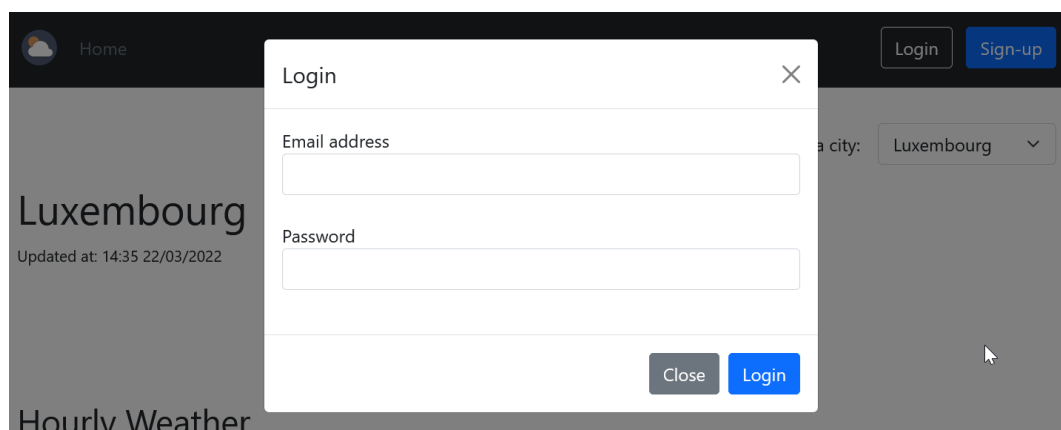 Home
Login
Sign-up
Login
Email address
a city:
Luxembourg
Luxembourg
Password
Updated at: 14:35 22/03/2022
Close
Login
Hourly Weather